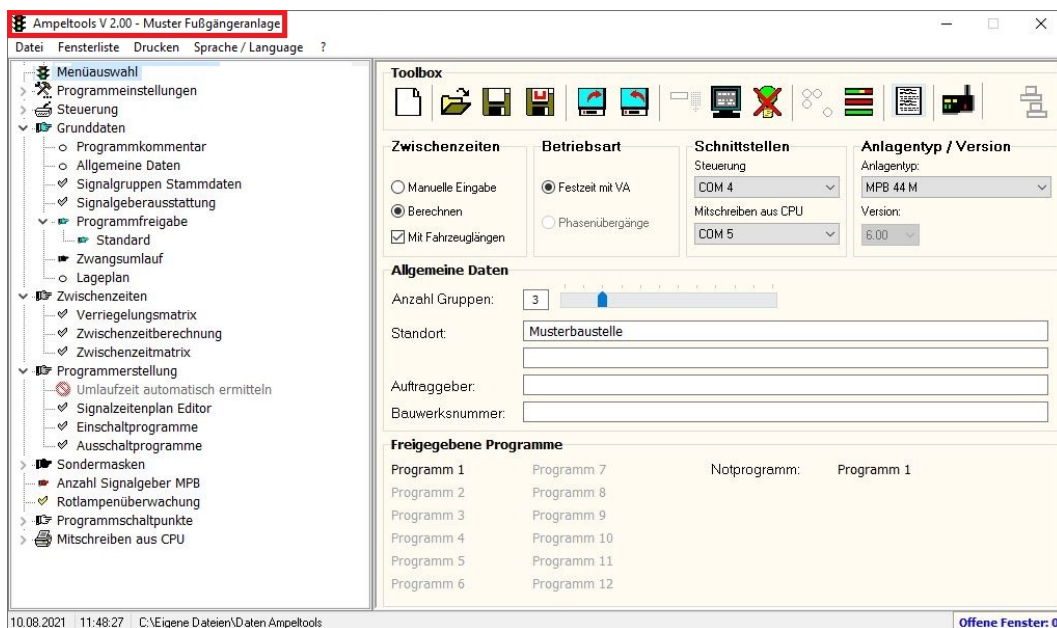 Ampeltools V 2.00 - Muster Fußgängeranlage
Datei Fensterliste Drucken Sprache / Language ?
Menüauswahl
Programmeinstellungen
Steuerung
Grunddaten
Programmkommentar
Allgemeine Daten
Signalgruppen Stammdaten
Signalgeberausstattung
Programmfreigabe
Standard
Zwangsumlauf
Lageplan
Zwischenzeiten
Verriegelungsmatrix
Zwischenzeitberechnung
Zwischenzeitmatrix
Programmerstellung
Umlaufzeit automatisch ermitteln
Signalzeitenplan Editor
Einschaltprogramme
Ausschaltprogramme
Sondermasken
Anzahl Signalgeber MPB
Rotlampenüberwachung
Programmschaltpunkte
Mitschreiben aus CPU
Toolbox
Zwischenzeiten
Manuelle Eingabe
Berechnen
Mit Fahrzeuglängen
Betriebsart
Festzeit mit VA
Phasenübergänge
Schnittstellen
Steuerung
COM 4
Mitschreiben aus CPU
COM 5
Anlagentyp / Version
Anlagentyp:
MPB 44 M
Version:
6.00
Allgemeine Daten
Anzahl Gruppen: 3
Standort: Musterbaustelle
Auftraggeber:
Bauwerksnummer:
Freigegebene Programme
Programm 1 Programm 7 Notprogramm: Programm 1
Programm 2 Programm 8
Programm 3 Programm 9
Programm 4 Programm 10
Programm 5 Programm 11
Programm 6 Programm 12
10.08.2021 11:48:27 C:\Eigene Dateien\Daten Ampeltools Offene Fenster: 0